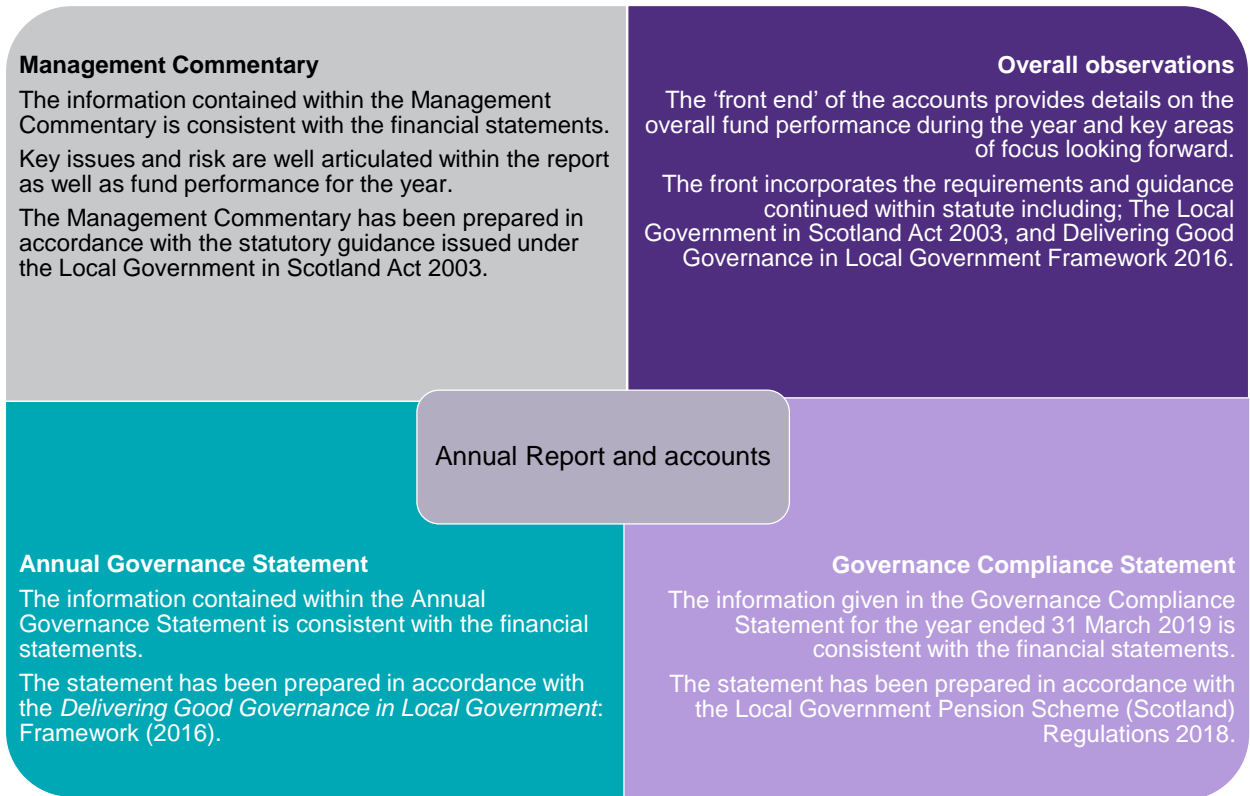 Management Commentary
The information contained within the Management
Commentary is consistent with the financial statements.
Key issues and risk are well articulated within the report
as well as fund performance for the year.
The Management Commentary has been prepared in
accordance with the statutory guidance issued under
the Local Government in Scotland Act 2003.
Overall observations
The ‘front end’ of the accounts provides details on the
overall fund performance during the year and key areas
of focus looking forward.
The front incorporates the requirements and guidance
continued within statute including; The Local
Government in Scotland Act 2003, and Delivering Good
Governance in Local Government Framework 2016.
Annual Report and accounts
Annual Governance Statement
The information contained within the Annual
Governance Statement is consistent with the financial
statements.
The statement has been prepared in accordance with
the Delivering Good Governance in Local Government:
Framework (2016).
Governance Compliance Statement
The information given in the Governance Compliance
Statement for the year ended 31 March 2019 is
consistent with the financial statements.
The statement has been prepared in accordance with
the Local Government Pension Scheme (Scotland)
Regulations 2018.